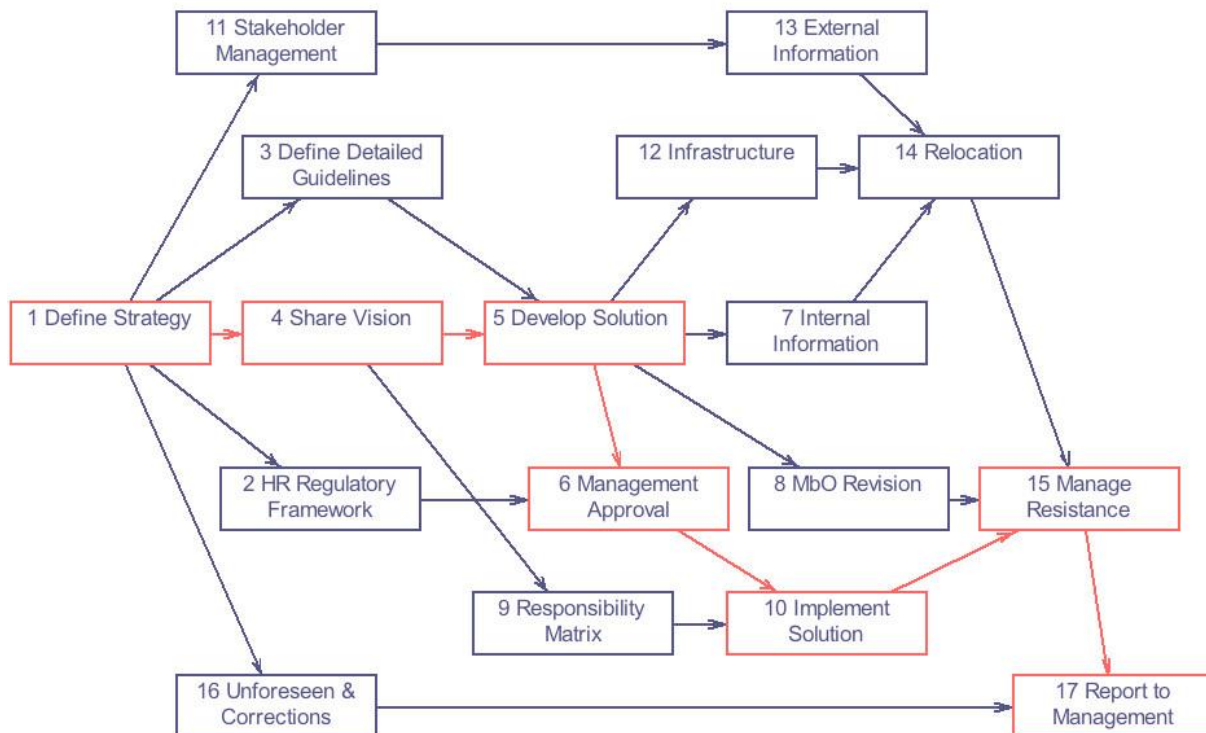 11 Stakeholder
Management
13 External
Information
3 Define Detailed
Guidelines
12 Infrastructure
14 Relocation
1 Define Strategy
4 Share Vision
5 Develop Solution
7 Internal
Information
2 HR Regulatory
Framework
6 Management
Approval
8 MbO Revision
15 Manage
Resistance
9 Responsibility
Matrix
10 Implement
Solution
16 Unforeseen &
Corrections
17 Report to
Management